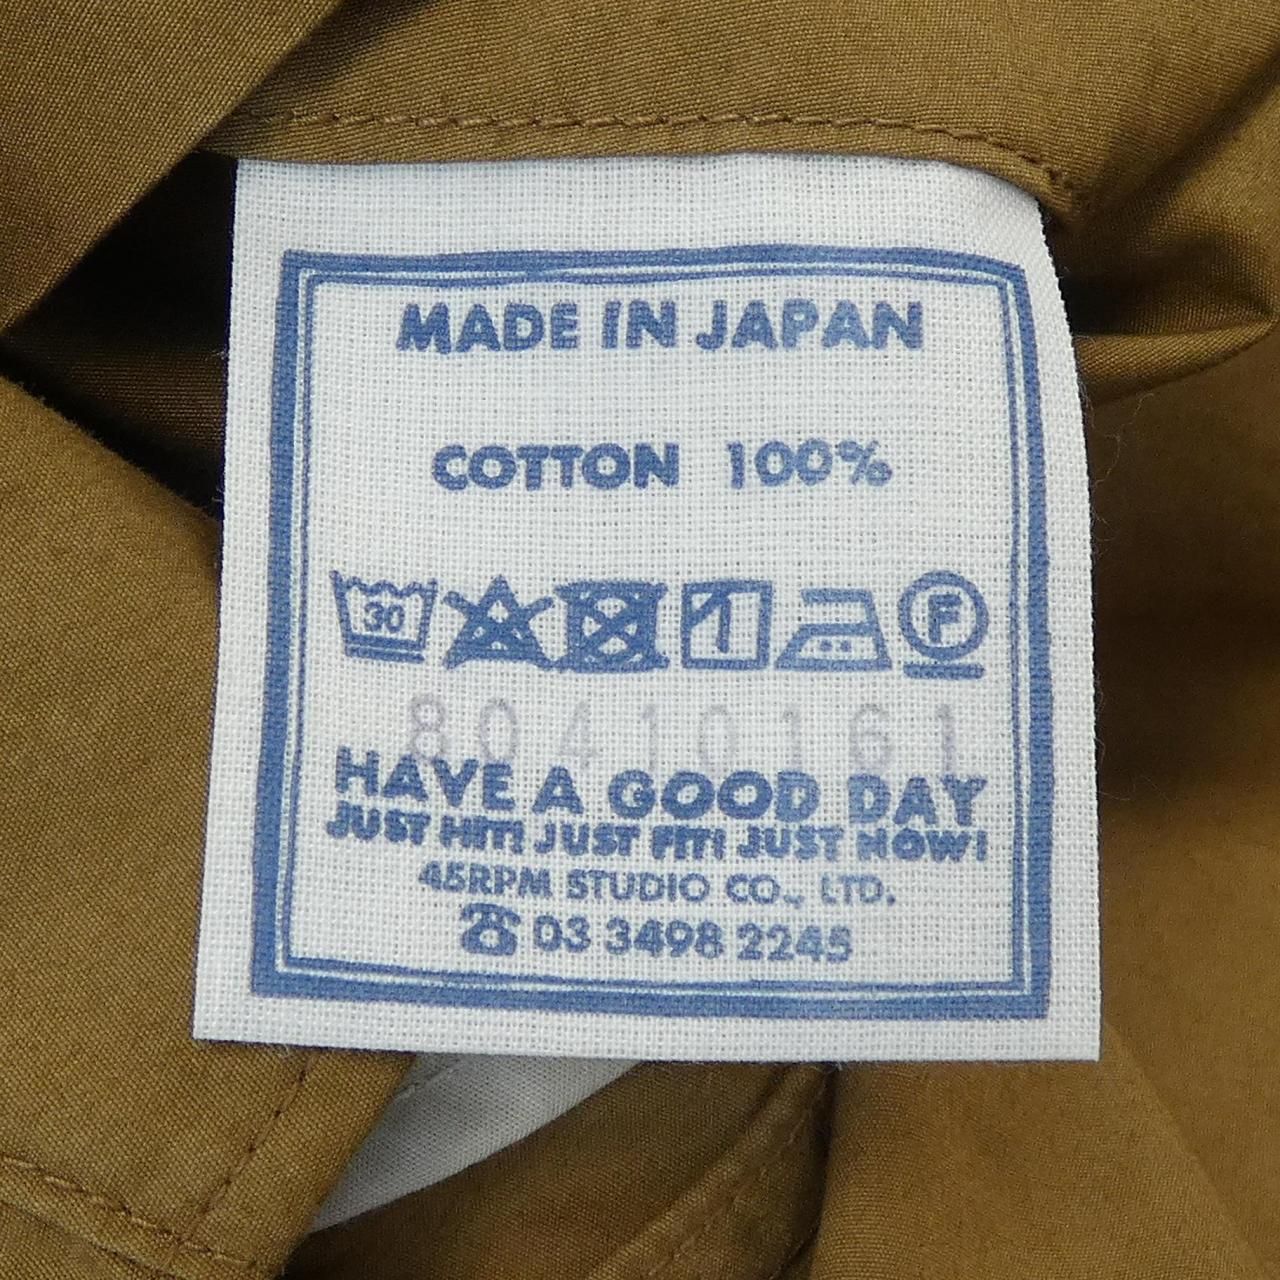 MADE IN JAPAN
COTTON 100%
30 F
80410161
HAVE A GOOD DAY
JUST HIT! JUST FIT! JUST NOW!
45RPM STUDIO CO., LTD.
☎ 03 3498 2245